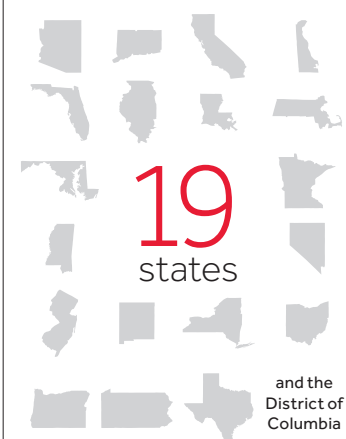 19
states
and the
District of
Columbia